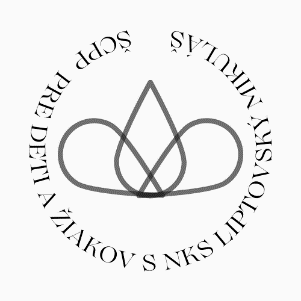 ŠCPP PRE DETI A ŽIAKOV S NKS LIPTOVSKÝ MIKULÁŠ